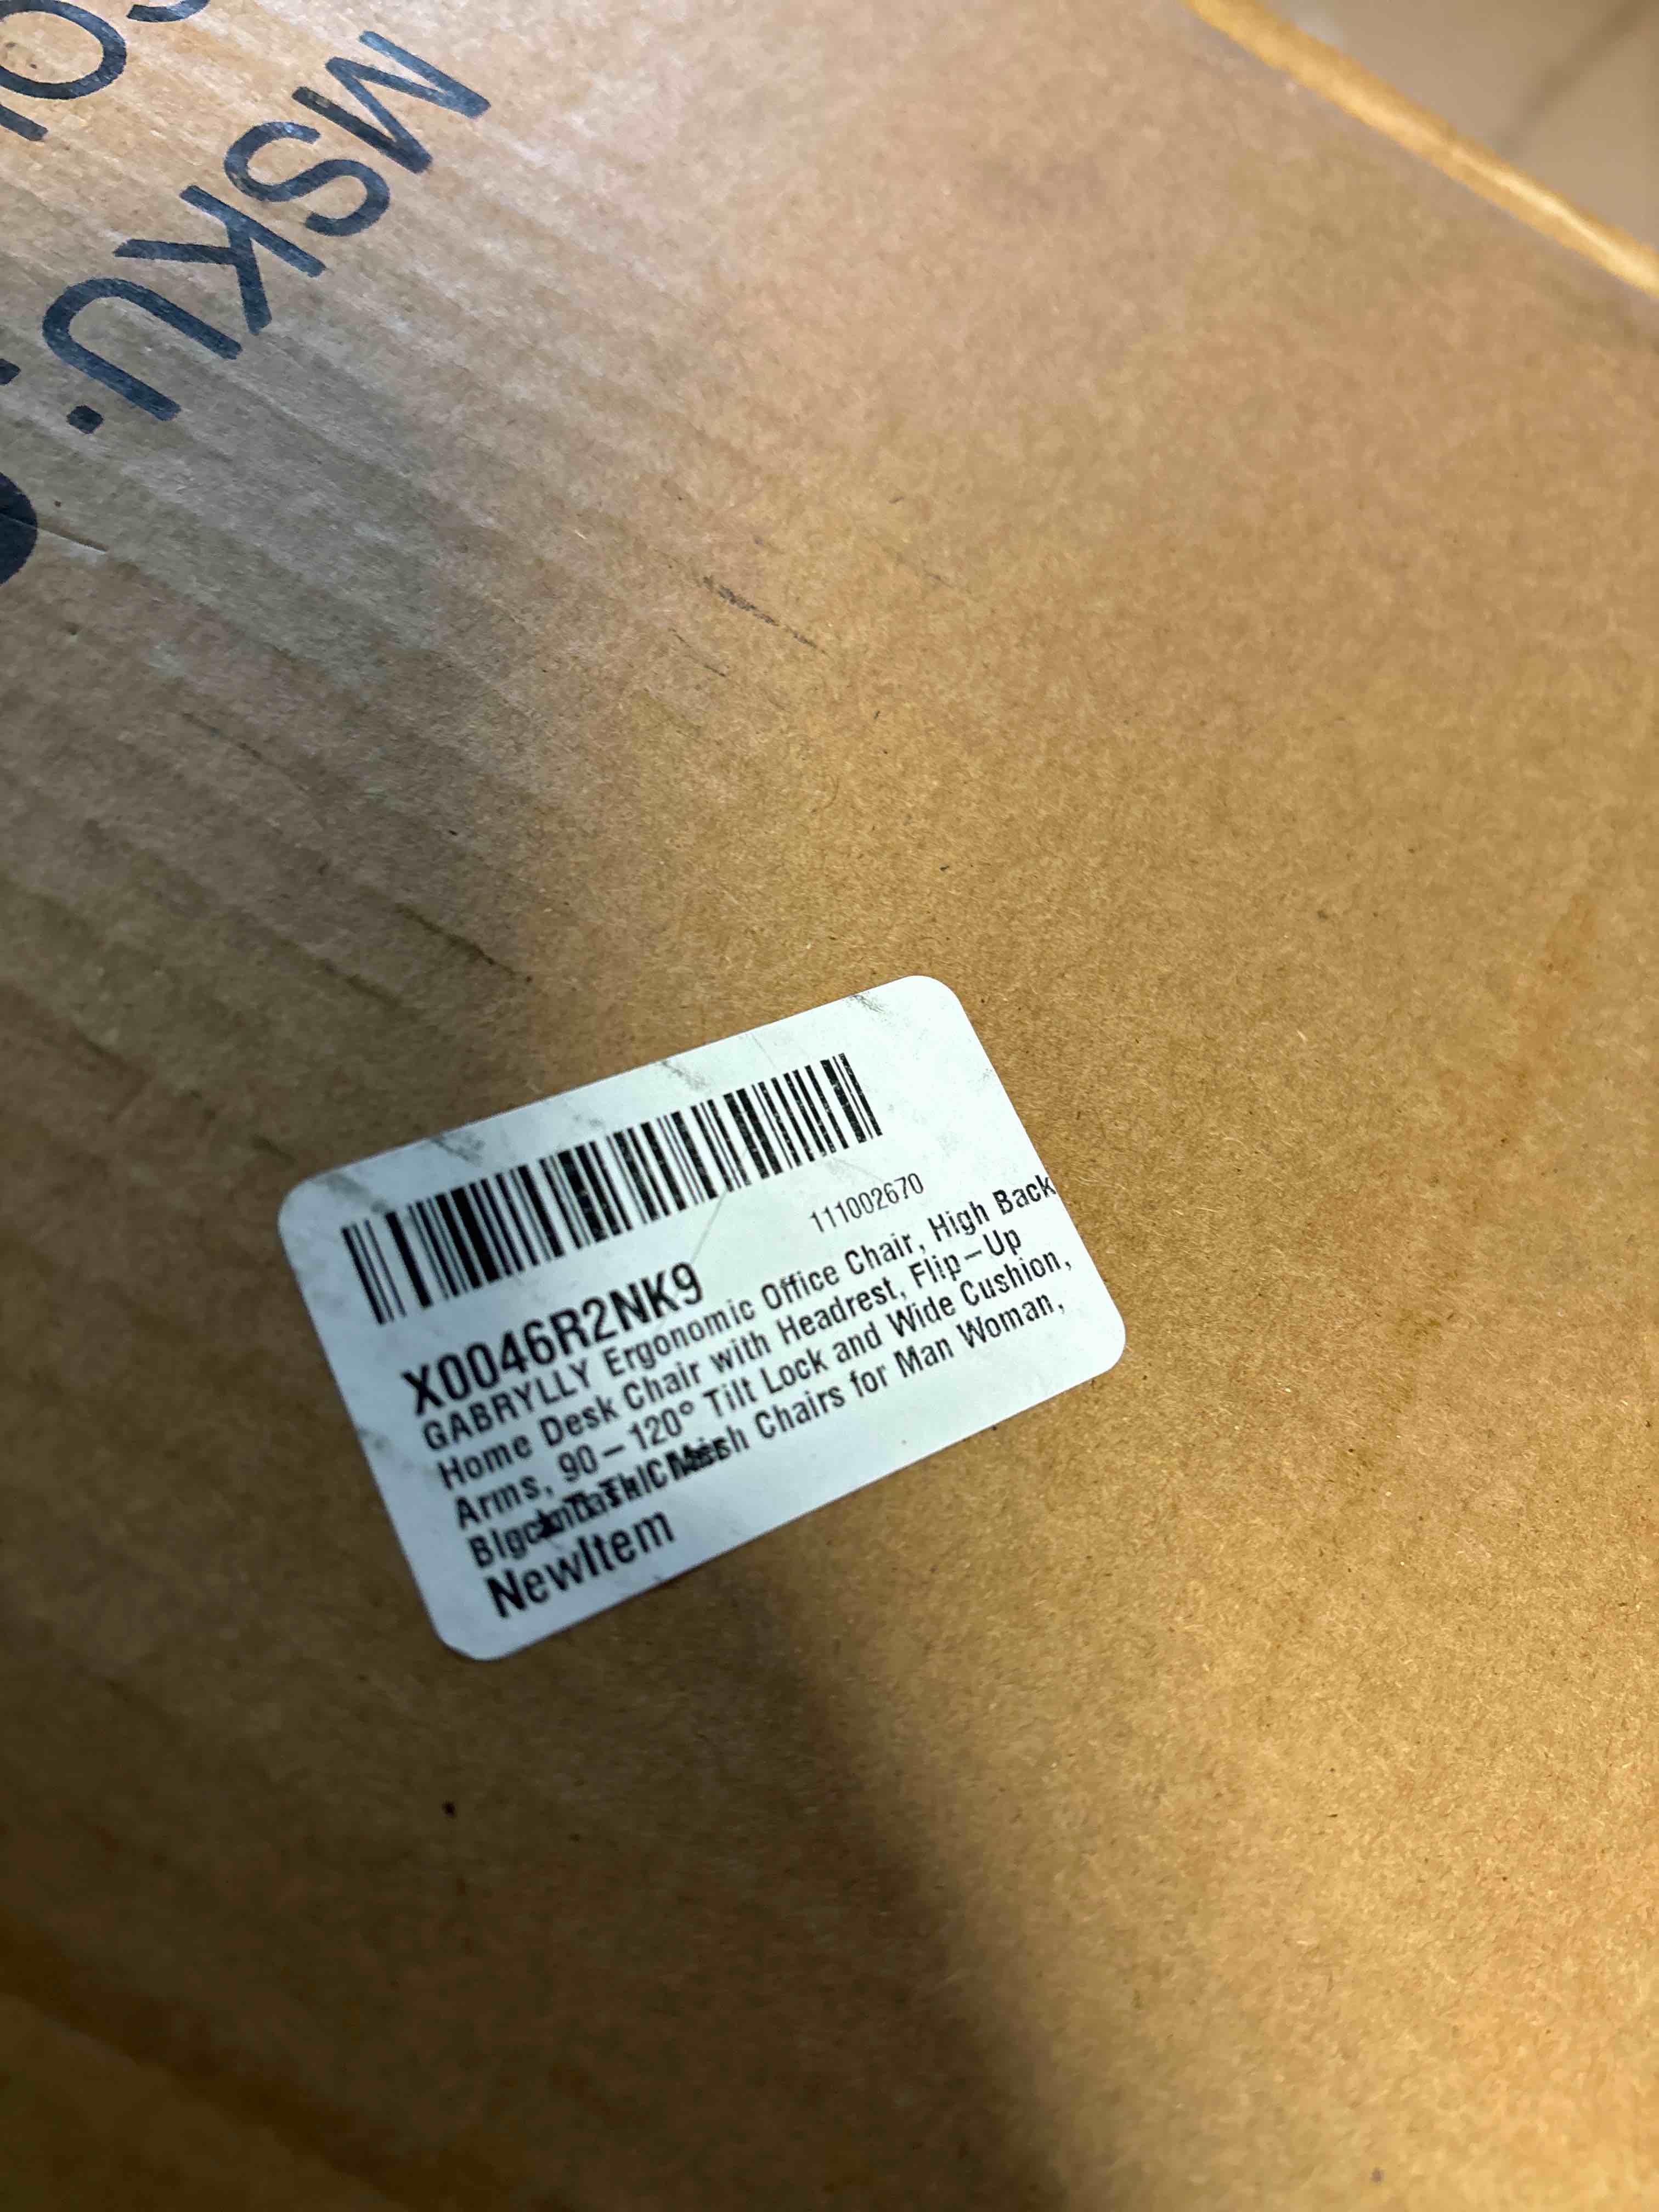 MSKU:
111002670
X0046R2NK9
GABRYLLY Ergonomic Office Chair, High Back
Home Desk Chair with Headrest, Flip-Up
Arms, 90-120° Tilt Lock and Wide Cushion,
Mesh Chairs for Man Woman,
NewItem